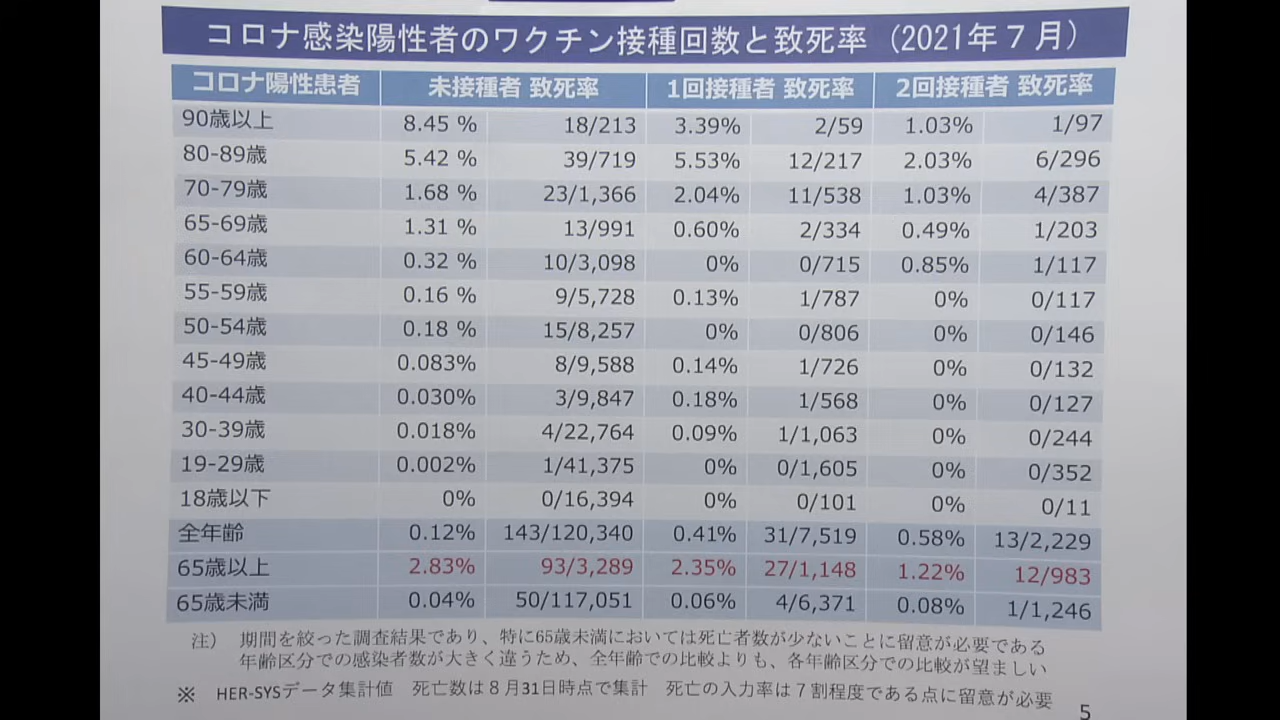 コロナ感染陽性者のワクチン接種回数と致死率（2021年７月）
コロナ陽性患者 未接種者 致死率 1回接種者 致死率 2回接種者 致死率
90歳以上 8.45 % 18/213 3.39% 2/59 1.03% 1/97
80-89歳 5.42 % 39/719 5.53% 12/217 2.03% 6/296
70-79歳 1.68 % 23/1,366 2.04% 11/538 1.03% 4/387
65-69歳 1.31 % 13/991 0.60% 2/334 0.49% 1/203
60-64歳 0.32 % 10/3,098 0% 0/715 0.85% 1/117
55-59歳 0.16 % 9/5,728 0.13% 1/787 0% 0/117
50-54歳 0.18 % 15/8,257 0% 0/806 0% 0/146
45-49歳 0.083% 8/9,588 0.14% 1/726 0% 0/132
40-44歳 0.030% 3/9,847 0.18% 1/568 0% 0/127
30-39歳 0.018% 4/22,764 0.09% 1/1,063 0% 0/244
19-29歳 0.002% 1/41,375 0% 0/1,605 0% 0/352
18歳以下 0% 0/16,394 0% 0/101 0% 0/11
全年齢 0.12% 143/120,340 0.41% 31/7,519 0.58% 13/2,229
65歳以上 2.83% 93/3,289 2.35% 27/1,148 1.22% 12/983
65歳未満 0.04% 50/117,051 0.06% 4/6,371 0.08% 1/1,246
注） 期間を絞った調査結果であり、特に65歳未満においては死亡者数が少ないことに留意が必要である
年齢区分での感染者数が大きく違うため、全年齢での比較よりも、各年齢区分での比較が望ましい
※ HER-SYSデータ集計値 死亡数は８月31日時点で集計 死亡の入力率は７割程度である点に留意が必要
5